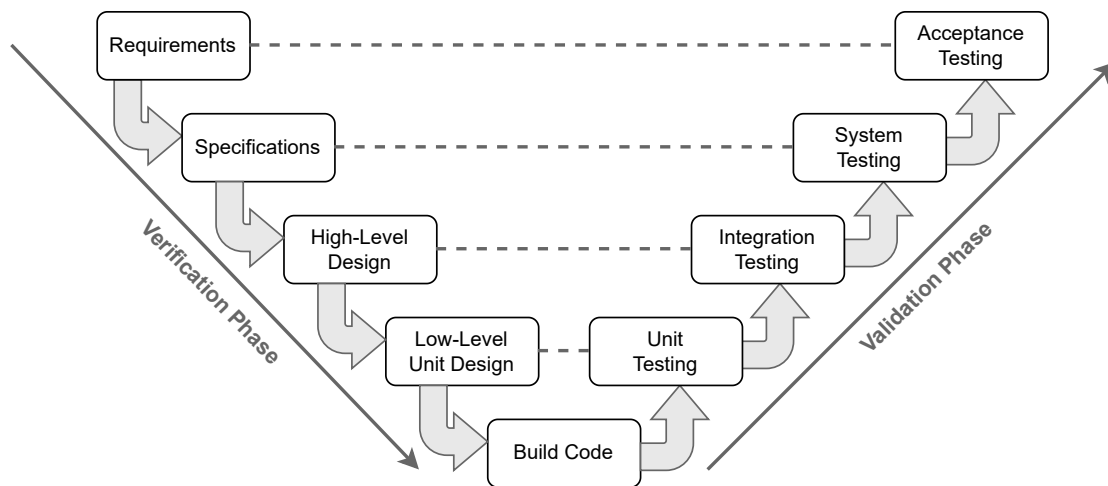 Requirements
Acceptance
Testing
Specifications
System
Testing
High-Level
Design
Integration
Testing
Low-Level
Unit Design
Unit
Testing
Build Code
Verification Phase
Validation Phase